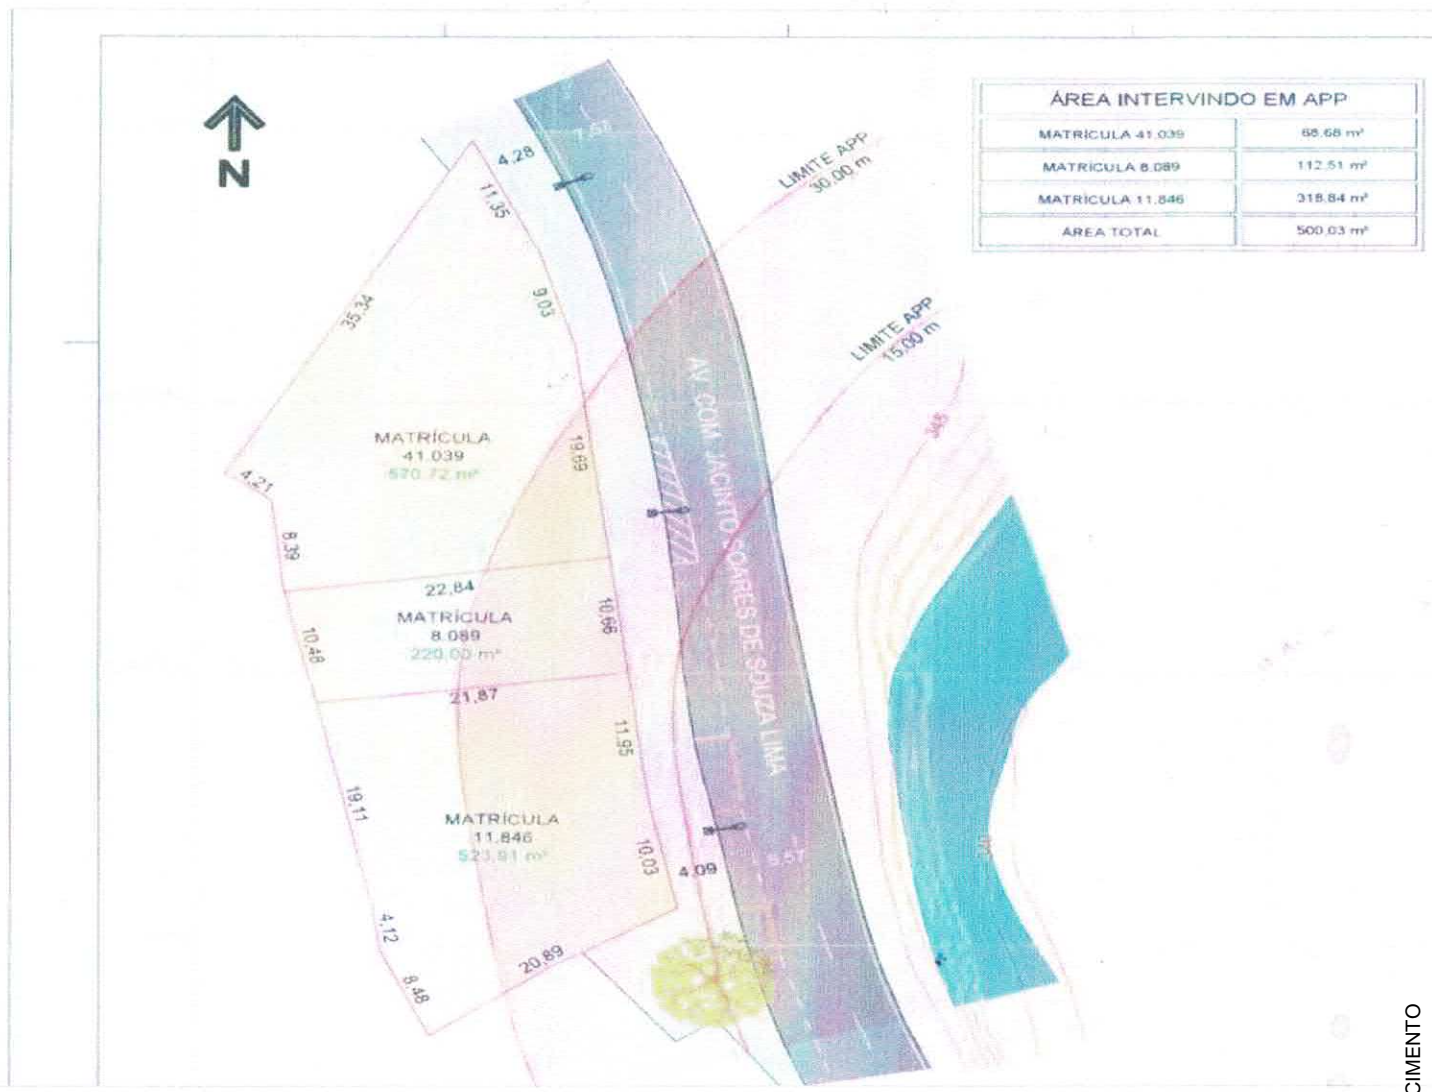 ÁREA INTERVINDO EM APP
MATRÍCULA 41.039 68,68 m²
MATRÍCULA 8.089 112,51 m²
MATRÍCULA 11.846 318,84 m²
ÁREA TOTAL 500,03 m²
N
4,28
11,35
LIMITE APP
30,00 m
35,34
9,03
LIMITE APP
15,00 m
AV. COM. JACINTO SOARES DE SOUZA LIMA
345
MATRÍCULA
41.039
19,69
4,21
8,39
22,84
MATRÍCULA
8.089
220,00 m²
10,66
10,48
21,87
11,95
19,11
MATRÍCULA
11.846
523,91 m²
10,03
4,09
9,57
4,12
20,89
8,48
CIMENTO